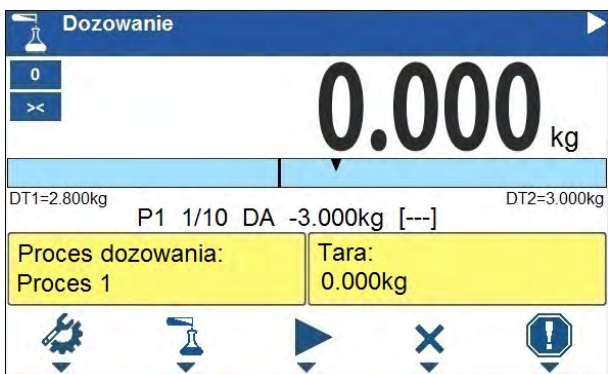 Dozowanie
0
><
0.000 kg
DT1=2.800kg
DT2=3.000kg
P1 1/10 DA -3.000kg [---]
Proces dozowania:
Proces 1
Tara:
0.000kg